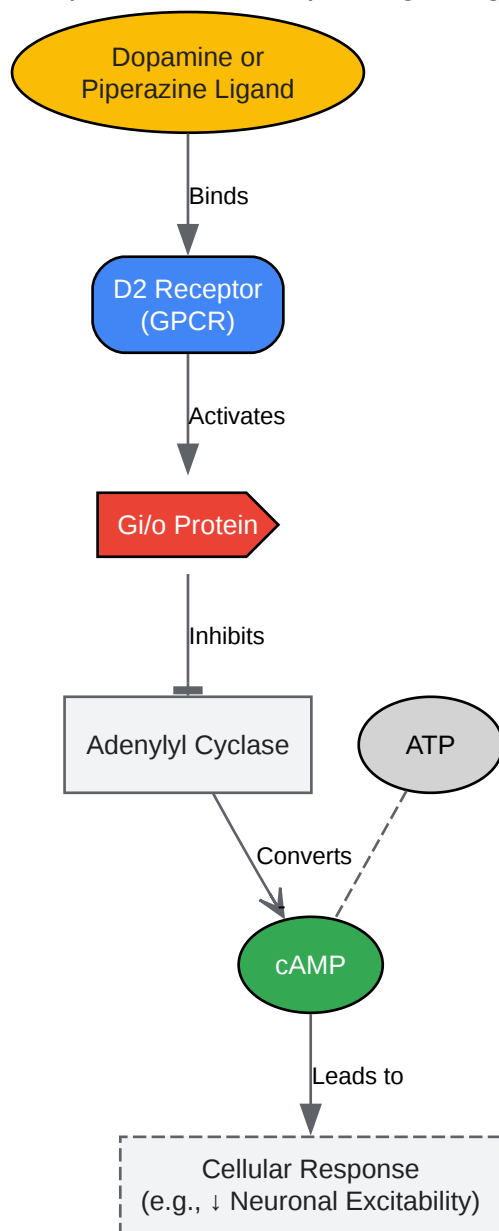 Dopamine or
Piperazine Ligand
Binds
D2 Receptor
(GPCR)
Activates
Gi/o Protein
Inhibits
Adenylyl Cyclase
ATP
Converts
cAMP
Leads to
Cellular Response
(e.g., ↓ Neuronal Excitability)